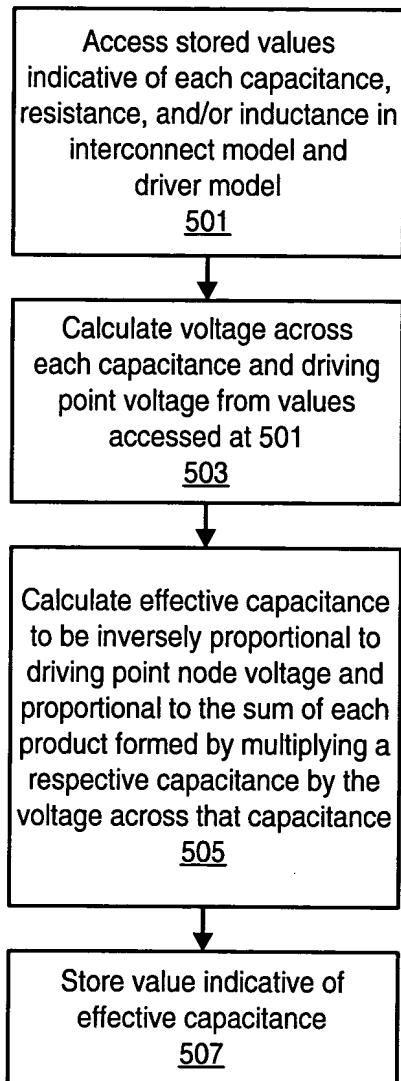 Access stored values
indicative of each capacitance,
resistance, and/or inductance in
interconnect model and
driver model
501
Calculate voltage across
each capacitance and driving
point voltage from values
accessed at 501
503
Calculate effective capacitance
to be inversely proportional to
driving point node voltage and
proportional to the sum of each
product formed by multiplying a
respective capacitance by the
voltage across that capacitance
505
Store value indicative of
effective capacitance
507